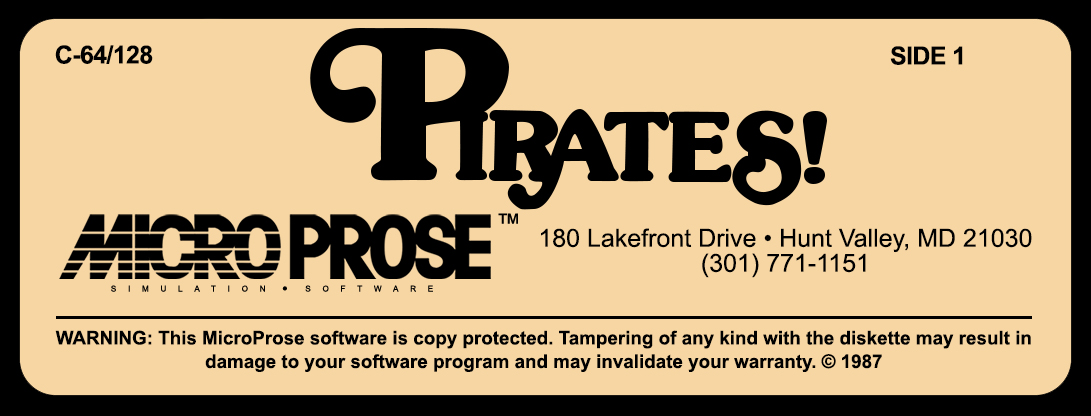 C-64/128
SIDE 1
PIRATES!
MICRO PROSE™
SIMULATION • SOFTWARE
180 Lakefront Drive • Hunt Valley, MD 21030
(301) 771-1151
WARNING: This MicroProse software is copy protected. Tampering of any kind with the diskette may result in
damage to your software program and may invalidate your warranty. © 1987